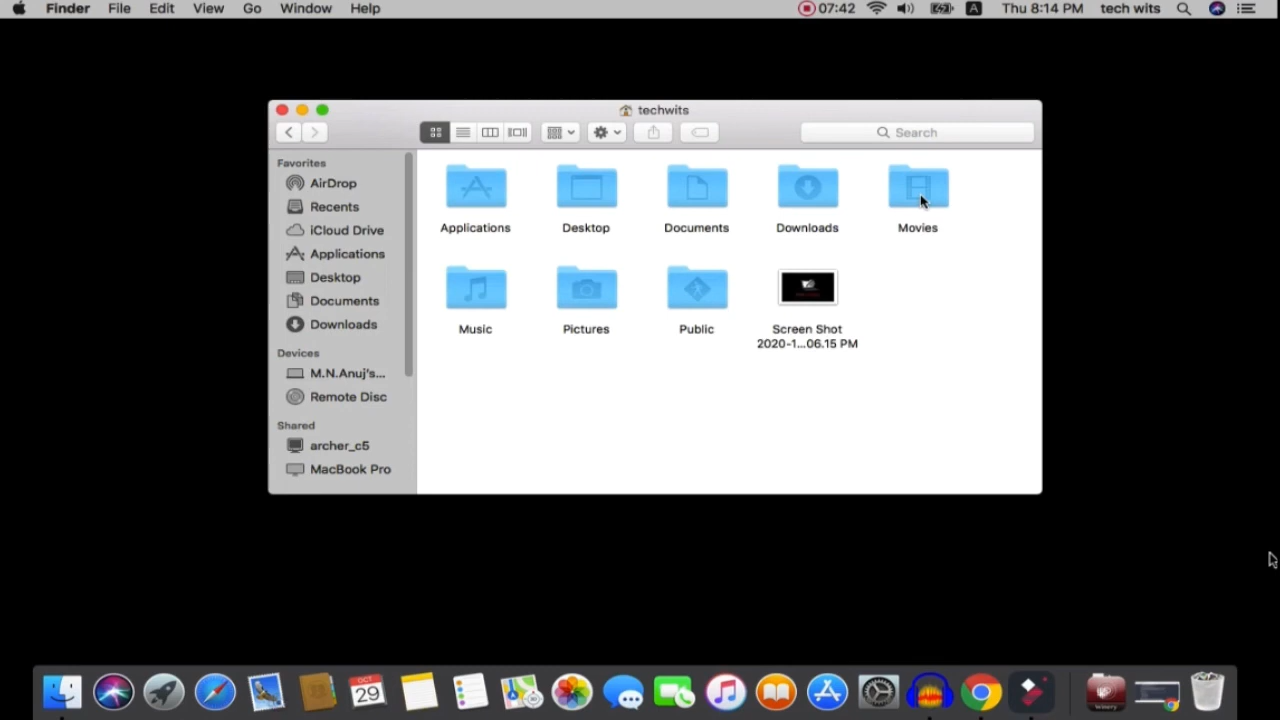 Finder File Edit View Go Window Help 07:42 A Thu 8:14 PM tech wits
techwits
Search
Favorites
AirDrop
Recents
iCloud Drive
Applications
Desktop
Documents
Downloads
Devices
M.N.Anuj's...
Remote Disc
Shared
archer_c5
MacBook Pro
Applications Desktop Documents Downloads Movies
Music Pictures Public Screen Shot
2020-1...06.15 PM
OCT
29
Winery